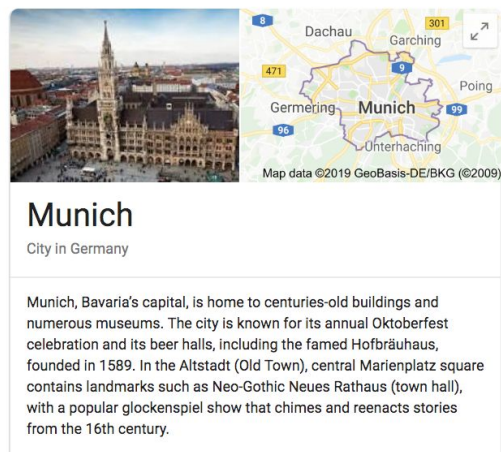 8
301
Dachau
Garching
471
9
Poing
Germering
Munich
99
96
Unterhaching
Map data ©2019 GeoBasis-DE/BKG (©2009)
Munich
City in Germany
Munich, Bavaria’s capital, is home to centuries-old buildings and
numerous museums. The city is known for its annual Oktoberfest
celebration and its beer halls, including the famed Hofbräuhaus,
founded in 1589. In the Altstadt (Old Town), central Marienplatz square
contains landmarks such as Neo-Gothic Neues Rathaus (town hall),
with a popular glockenspiel show that chimes and reenacts stories
from the 16th century.